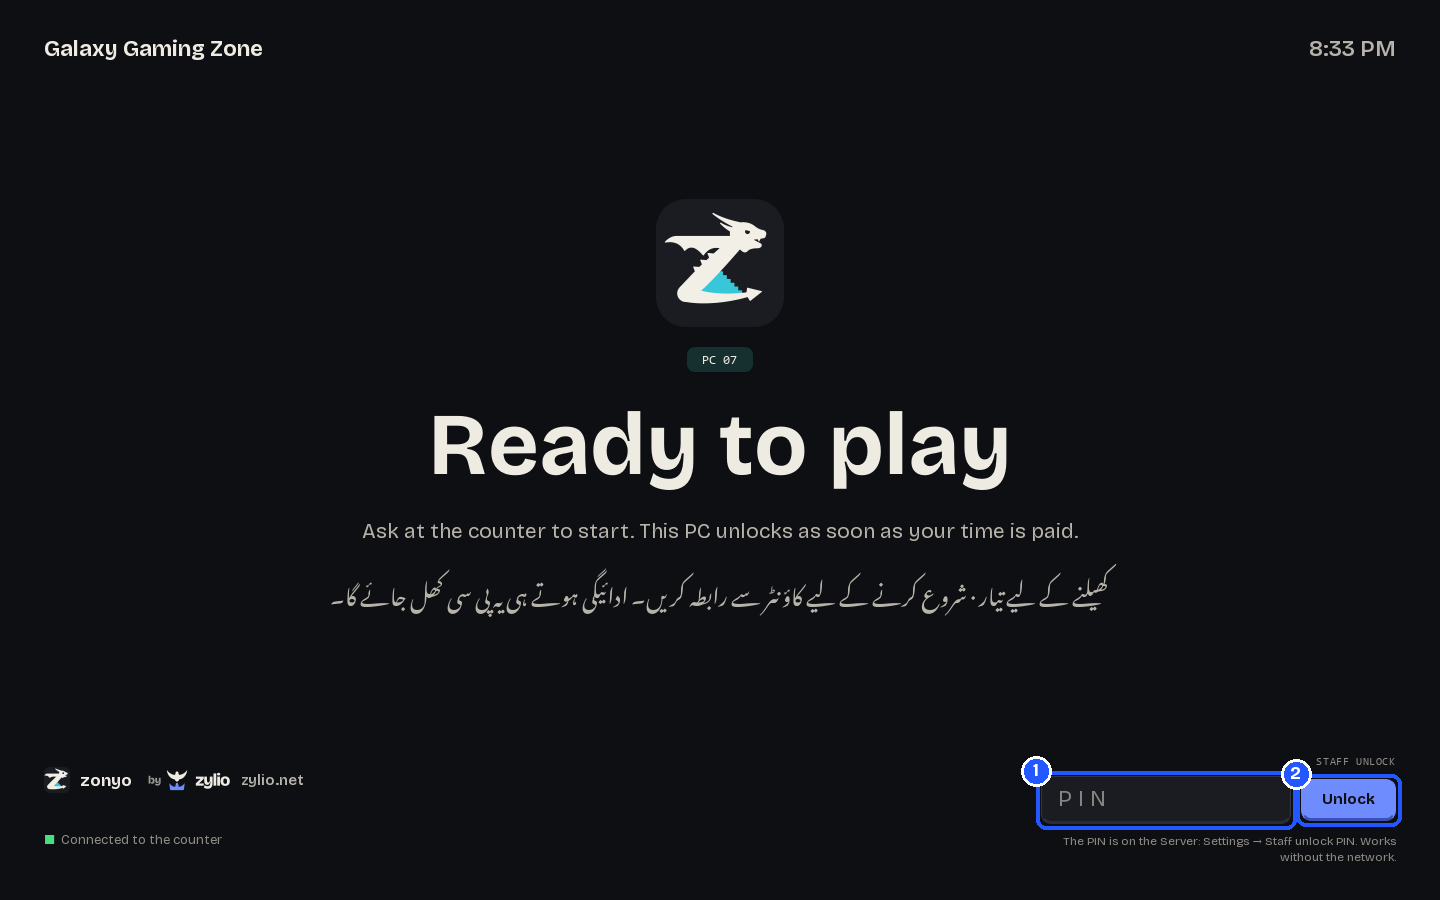 Galaxy Gaming Zone
8:33 PM
PC 07
Ready to play
Ask at the counter to start. This PC unlocks as soon as your time is paid.
کھیلنے کے لیے تیار · شروع کرنے کے لیے کاؤنٹر سے رابطہ کریں۔ ادائیگی ہوتے ہی یہ پی سی کھل جائے گا۔
zonyo by zylio zylio.net
Connected to the counter
STAFF UNLOCK
1
2
PIN
Unlock
The PIN is on the Server: Settings → Staff unlock PIN. Works
without the network.